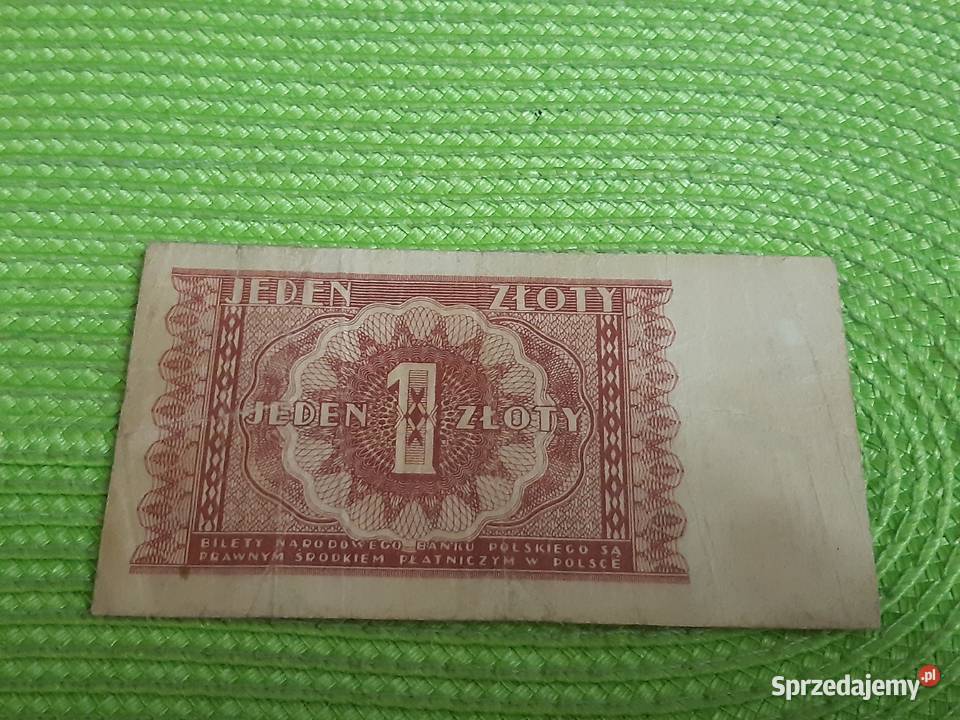 JEDEN ZŁOTY
JEDEN 1 ZŁOTY
BILETY NARODOWEGO BANKU POLSKIEGO SĄ
PRAWNYM ŚRODKIEM PŁATNICZYM W POLSCE
Sprzedajemy.pl